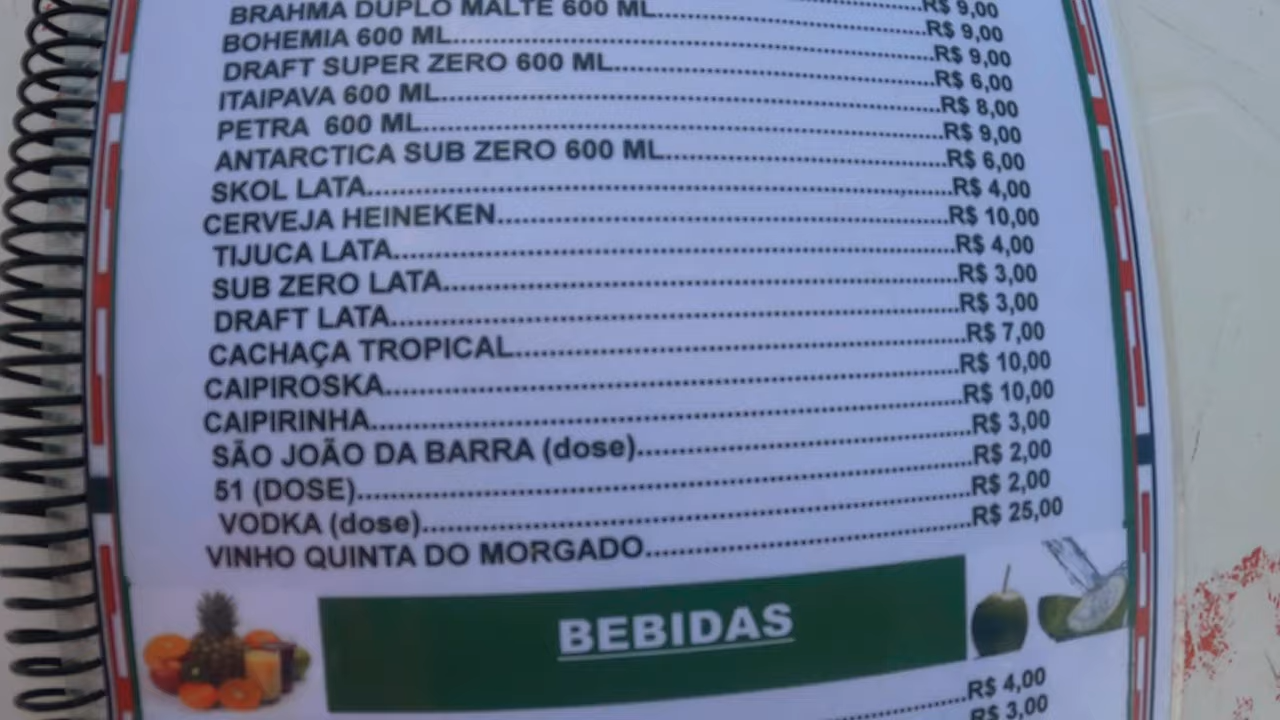 R$ 9,00
BRAHMA DUPLO MALTE 600 ML........................R$ 9,00
BOHEMIA 600 ML........................R$ 9,00
DRAFT SUPER ZERO 600 ML........................R$ 6,00
ITAIPAVA 600 ML........................R$ 8,00
PETRA 600 ML........................R$ 9,00
ANTARCTICA SUB ZERO 600 ML........................R$ 6,00
SKOL LATA........................R$ 4,00
CERVEJA HEINEKEN........................R$ 10,00
TIJUCA LATA........................R$ 4,00
SUB ZERO LATA........................R$ 3,00
DRAFT LATA........................R$ 3,00
CACHAÇA TROPICAL........................R$ 7,00
CAIPIROSKA........................R$ 10,00
CAIPIRINHA........................R$ 10,00
SÃO JOÃO DA BARRA (dose)........................R$ 3,00
51 (DOSE)........................R$ 2,00
VODKA (dose)........................R$ 2,00
VINHO QUINTA DO MORGADO........................R$ 25,00
BEBIDAS
R$ 4,00
R$ 3,00